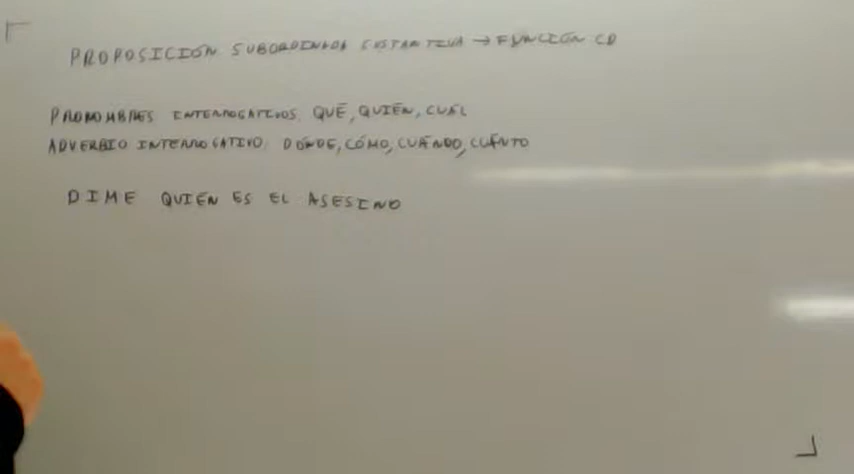 PROPOSICIÓN SUBORDINADA SUSTANTIVA → FUNCIÓN CD
PRONOMBRES INTERROGATIVOS: QUÉ, QUIÉN, CUÁL
ADVERBIO INTERROGATIVO: DÓNDE, CÓMO, CUÁNDO, CUÁNTO
DIME QUIÉN ES EL ASESINO